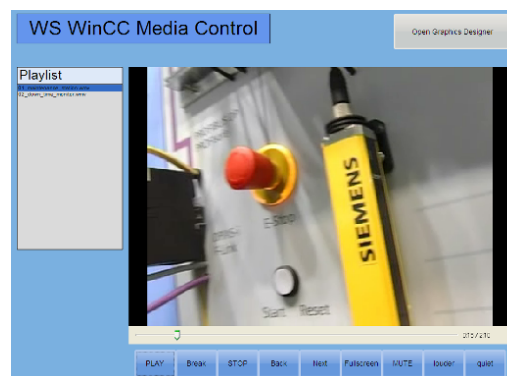 WS WinCC Media Control
Open Graphics Designer
Playlist
SIEMENS
E-Stop
Start Reset
PLAY Break STOP Back Next Fullscreen MUTE louder quiet